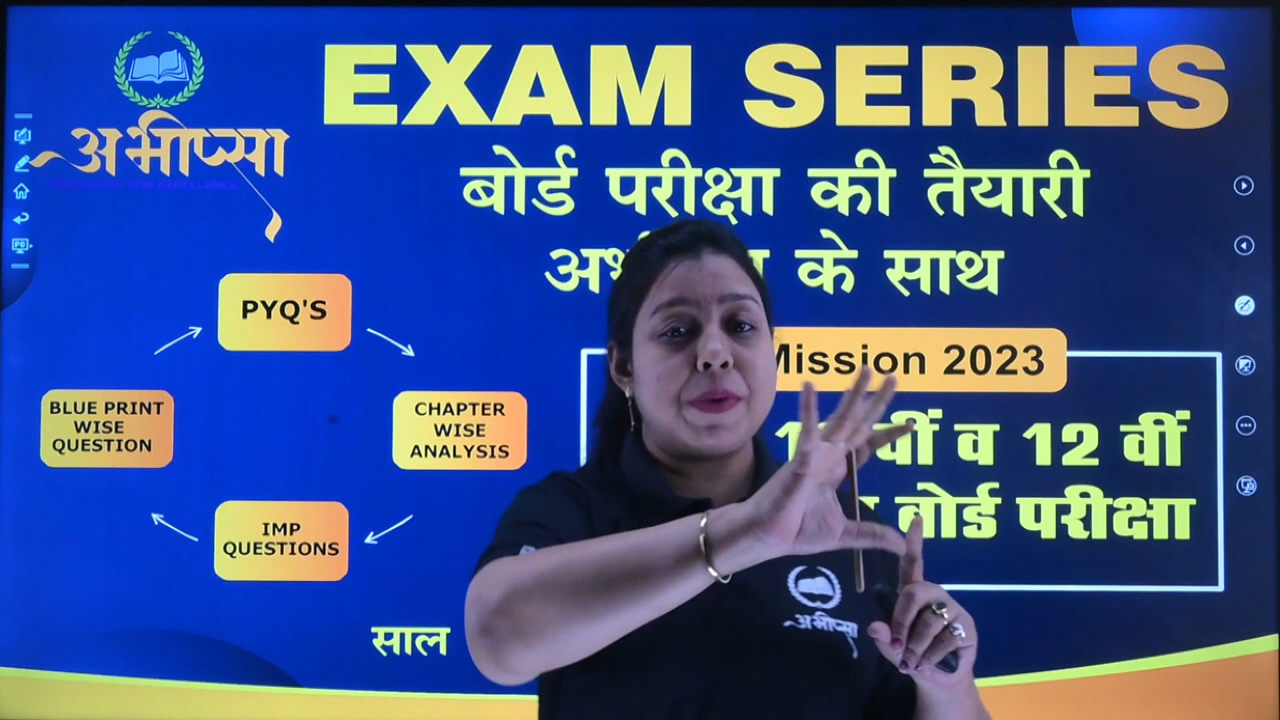 EXAM SERIES
अभीप्सा
बोर्ड परीक्षा की तैयारी
के साथ
PYQ'S
Mission 2023
BLUE PRINT
WISE
QUESTION
CHAPTER
WISE
ANALYSIS
वीं व 12 वीं
बोर्ड परीक्षा
IMP
QUESTIONS
अभीप्सा
साल